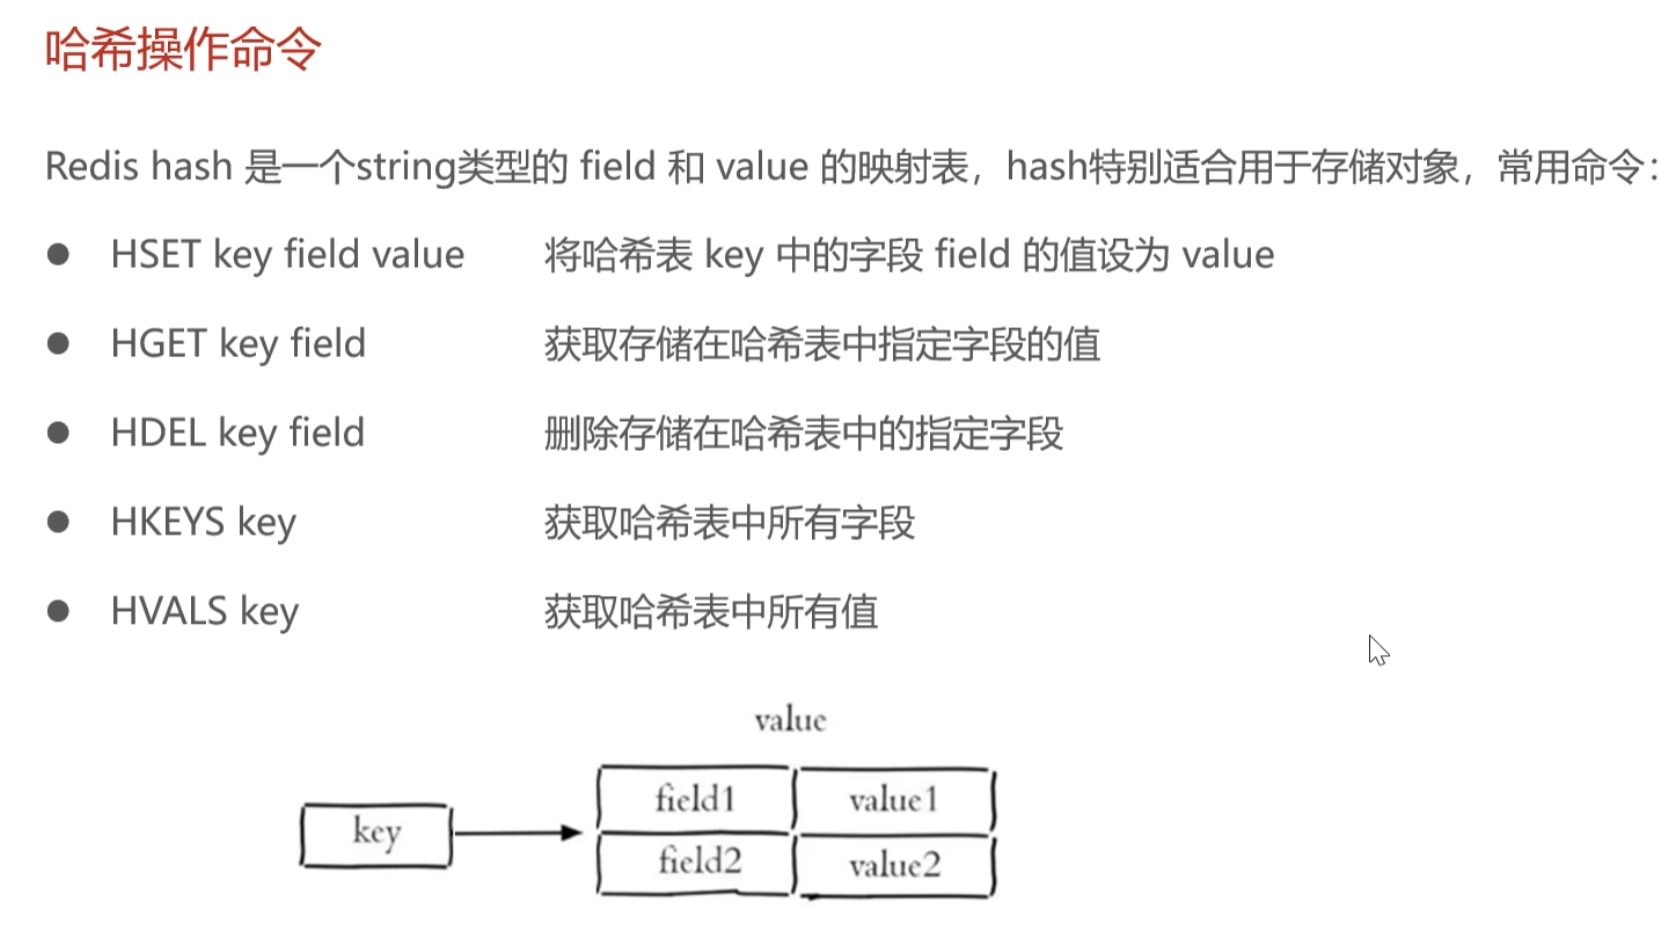 哈希操作命令
Redis hash 是一个string类型的 field 和 value 的映射表，hash特别适合用于存储对象，常用命令：
● HSET key field value 将哈希表 key 中的字段 field 的值设为 value
● HGET key field 获取存储在哈希表中指定字段的值
● HDEL key field 删除存储在哈希表中的指定字段
● HKEYS key 获取哈希表中所有字段
● HVALS key 获取哈希表中所有值
value
field1 value1
key
field2 value2